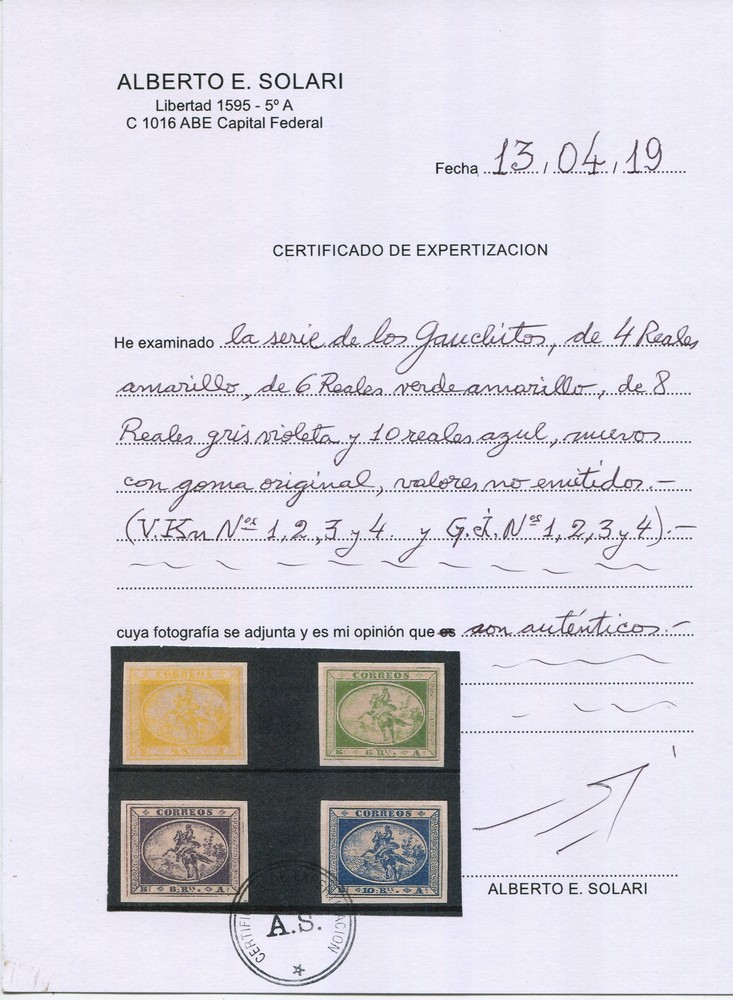 ALBERTO E. SOLARI
Libertad 1595 - 5º A
C 1016 ABE Capital Federal
Fecha 13/04/19
CERTIFICADO DE EXPERTIZACION
He examinado la serie de los Gauchitos, de 4 Reales
amarillo, de 6 Reales verde amarillo, de 8
Reales gris violeta y 10 reales azul, nuevos
con goma original, valores no emitidos.-
(V.Kn Nos 1, 2, 3 y 4 y G.J. Nos 1, 2, 3 y 4).-
cuya fotografía se adjunta y es mi opinión que es son auténticos.-
CORREOS
CORREOS
B: 6 Rs. A:
CORREOS
CORREOS
B: 8 Rs. A:
B: 10 Rs. A:
A.S.
ALBERTO E. SOLARI